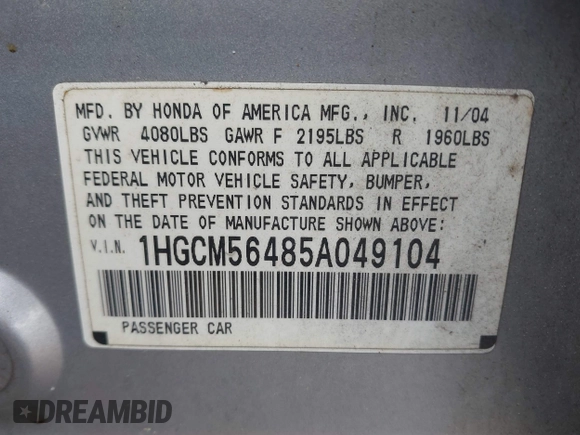 MFD. BY HONDA OF AMERICA MFG., INC. 11/04
GVWR 4080LBS GAWR F 2195LBS R 1960LBS
THIS VEHICLE CONFORMS TO ALL APPLICABLE
FEDERAL MOTOR VEHICLE SAFETY, BUMPER,
AND THEFT PREVENTION STANDARDS IN EFFECT
ON THE DATE OF MANUFACTURE SHOWN ABOVE:
V.I.N. 1HGCM56485A049104
PASSENGER CAR
DREAMBID